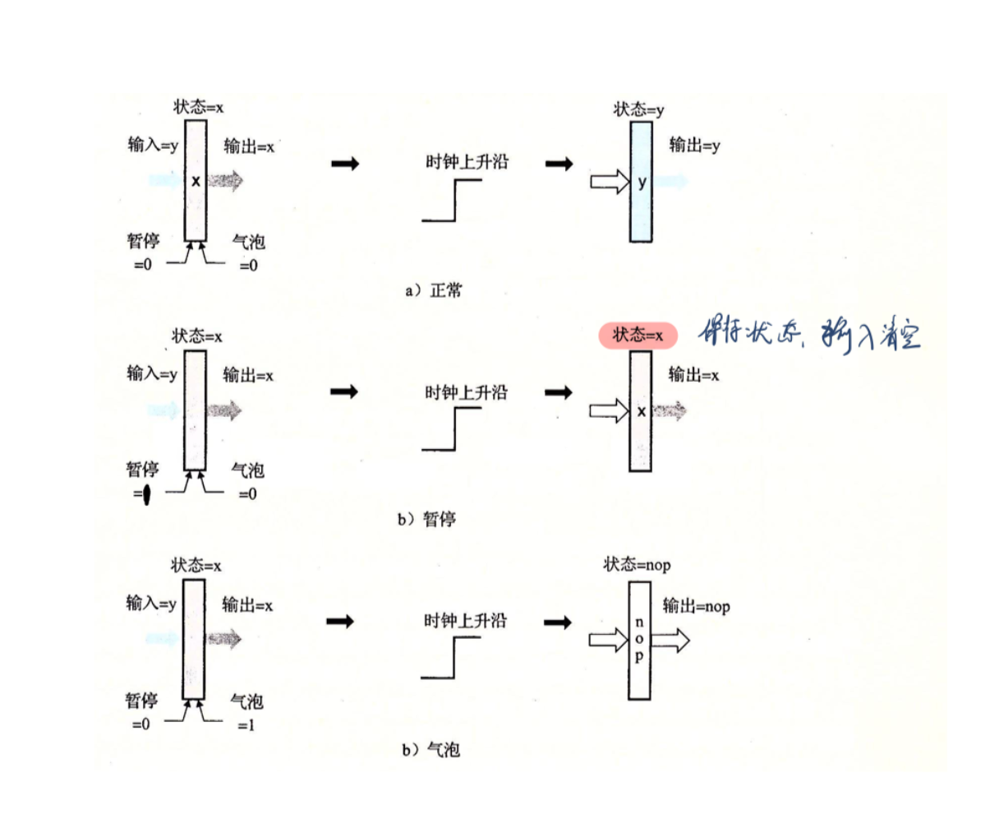 状态=x
输入=y
输出=x
x
暂停
=0
气泡
=0
时钟上升沿
状态=y
输出=y
y
a）正常
状态=x
输入=y
输出=x
暂停
=
气泡
=0
时钟上升沿
状态=x
保持状态，输入清空
输出=x
x
b）暂停
状态=x
输入=y
输出=x
暂停
=0
气泡
=1
时钟上升沿
状态=nop
输出=nop
n
o
p
b）气泡